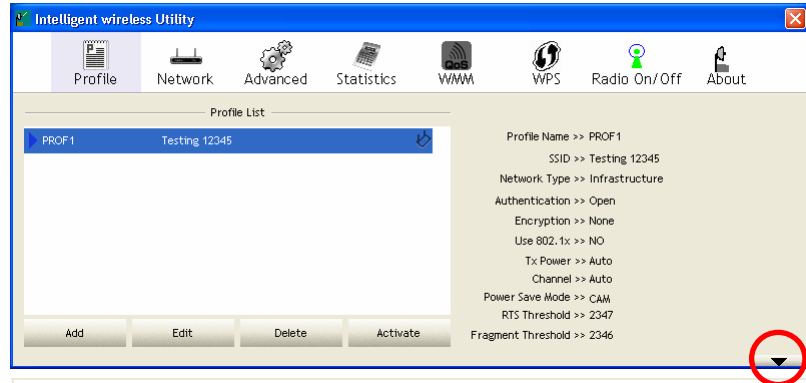 Intelligent wireless Utility
Profile
Network
Advanced
Statistics
QoS
WMM
WPS
Radio On/Off
About
Profile List
PROF1 Testing 12345
Profile Name >> PROF1
SSID >> Testing 12345
Network Type >> Infrastructure
Authentication >> Open
Encryption >> None
Use 802.1x >> NO
Tx Power >> Auto
Channel >> Auto
Power Save Mode >> CAM
RTS Threshold >> 2347
Fragment Threshold >> 2346
Add
Edit
Delete
Activate